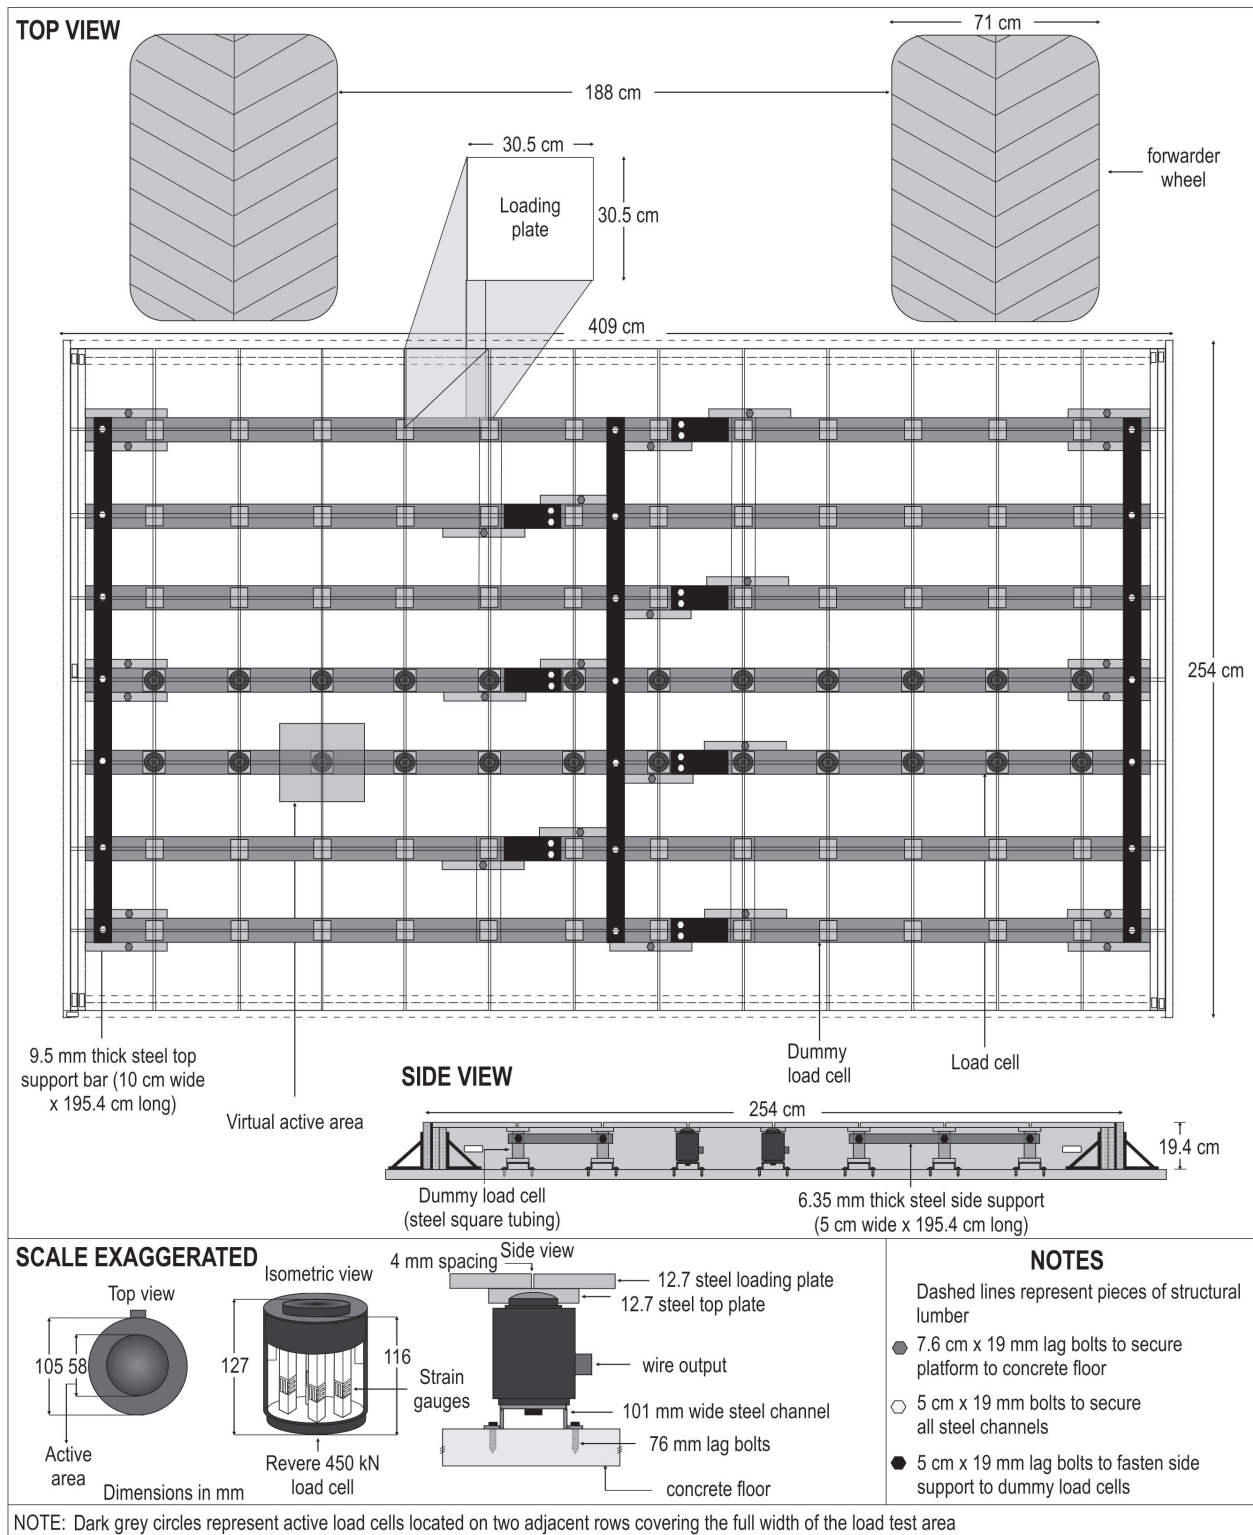 TOP VIEW
71 cm
188 cm
30.5 cm
forwarder
wheel
Loading
plate
30.5 cm
409 cm
254 cm
9.5 mm thick steel top
support bar (10 cm wide
x 195.4 cm long)
Virtual active area
Dummy
load cell
Load cell
SIDE VIEW
254 cm
19.4 cm
Dummy load cell
(steel square tubing)
6.35 mm thick steel side support
(5 cm wide x 195.4 cm long)
SCALE EXAGGERATED
Top view
105
58
Active
area
Dimensions in mm
Isometric view
127
116
Strain
gauges
Revere 450 kN
load cell
Side view
4 mm spacing
12.7 steel loading plate
12.7 steel top plate
wire output
101 mm wide steel channel
76 mm lag bolts
concrete floor
NOTES
Dashed lines represent pieces of structural
lumber
7.6 cm x 19 mm lag bolts to secure
platform to concrete floor
5 cm x 19 mm bolts to secure
all steel channels
5 cm x 19 mm lag bolts to fasten side
support to dummy load cells
NOTE: Dark grey circles represent active load cells located on two adjacent rows covering the full width of the load test area